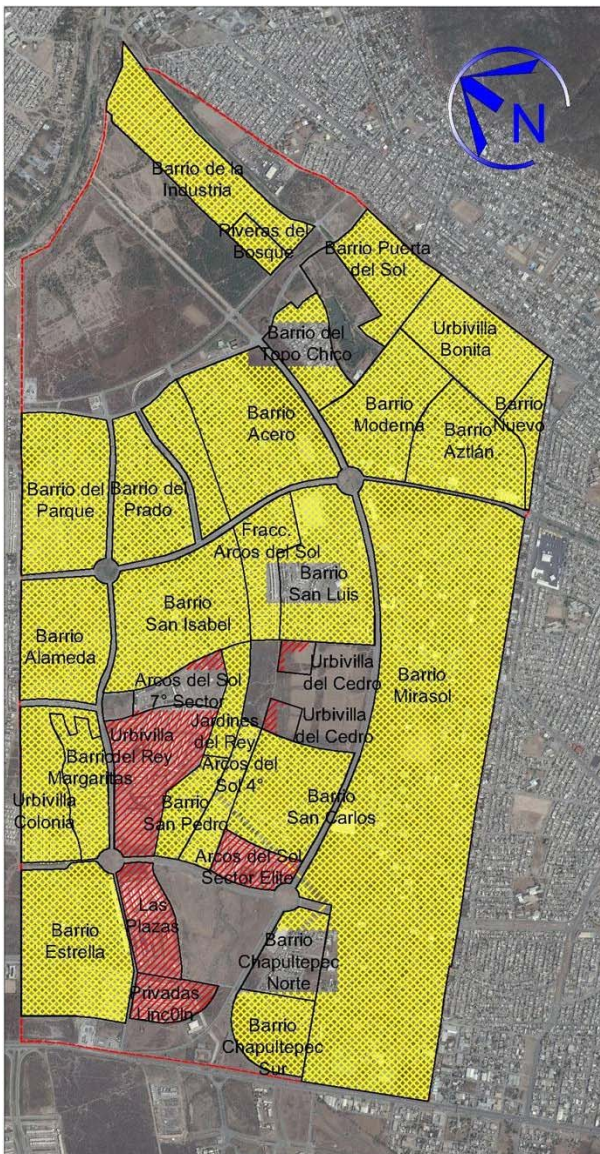 N
Barrio de la
Industria
Riveras del
Bosque
Barrio Puerta
del Sol
Barrio del
Topo Chico
Urbivilla
Bonita
Barrio
Acero
Barrio
Moderna
Barrio
Nuevo
Barrio
Aztlán
Barrio del
Parque
Barrio del
Prado
Fracc.
Arcos del Sol
Barrio
San Luis
Barrio
San Isabel
Barrio
Alameda
Urbivilla
del Cedro
Barrio
Mirasol
Arcos del Sol
7° Sector
Urbivilla
del Cedro
Jardines
del Rey
Urbivilla
del Rey
Barrio
Margaritas
Arcos del
Sol 4°
Urbivilla
Colonia
Barrio
San Pedro
Barrio
San Carlos
Arcos del Sol
Sector Elite
Las
Plazas
Barrio
Estrella
Barrio
Chapultepec
Norte
Privadas
Linc0ln
Barrio
Chapultepec
Sur